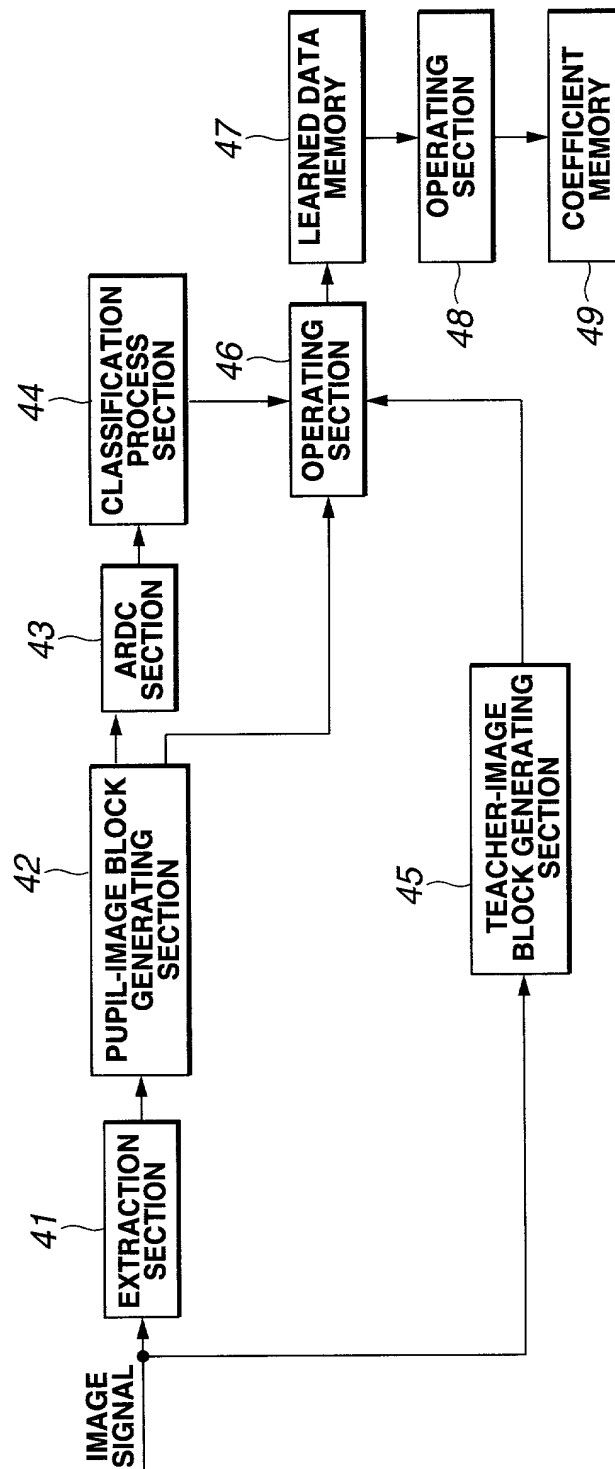 IMAGE
SIGNAL
41
EXTRACTION
SECTION
42
PUPIL-IMAGE BLOCK
GENERATING
SECTION
43
ARDC
SECTION
44
CLASSIFICATION
PROCESS
SECTION
45
TEACHER-IMAGE
BLOCK GENERATING
SECTION
46
OPERATING
SECTION
47
LEARNED DATA
MEMORY
OPERATING
SECTION
48
COEFFICIENT
MEMORY
49